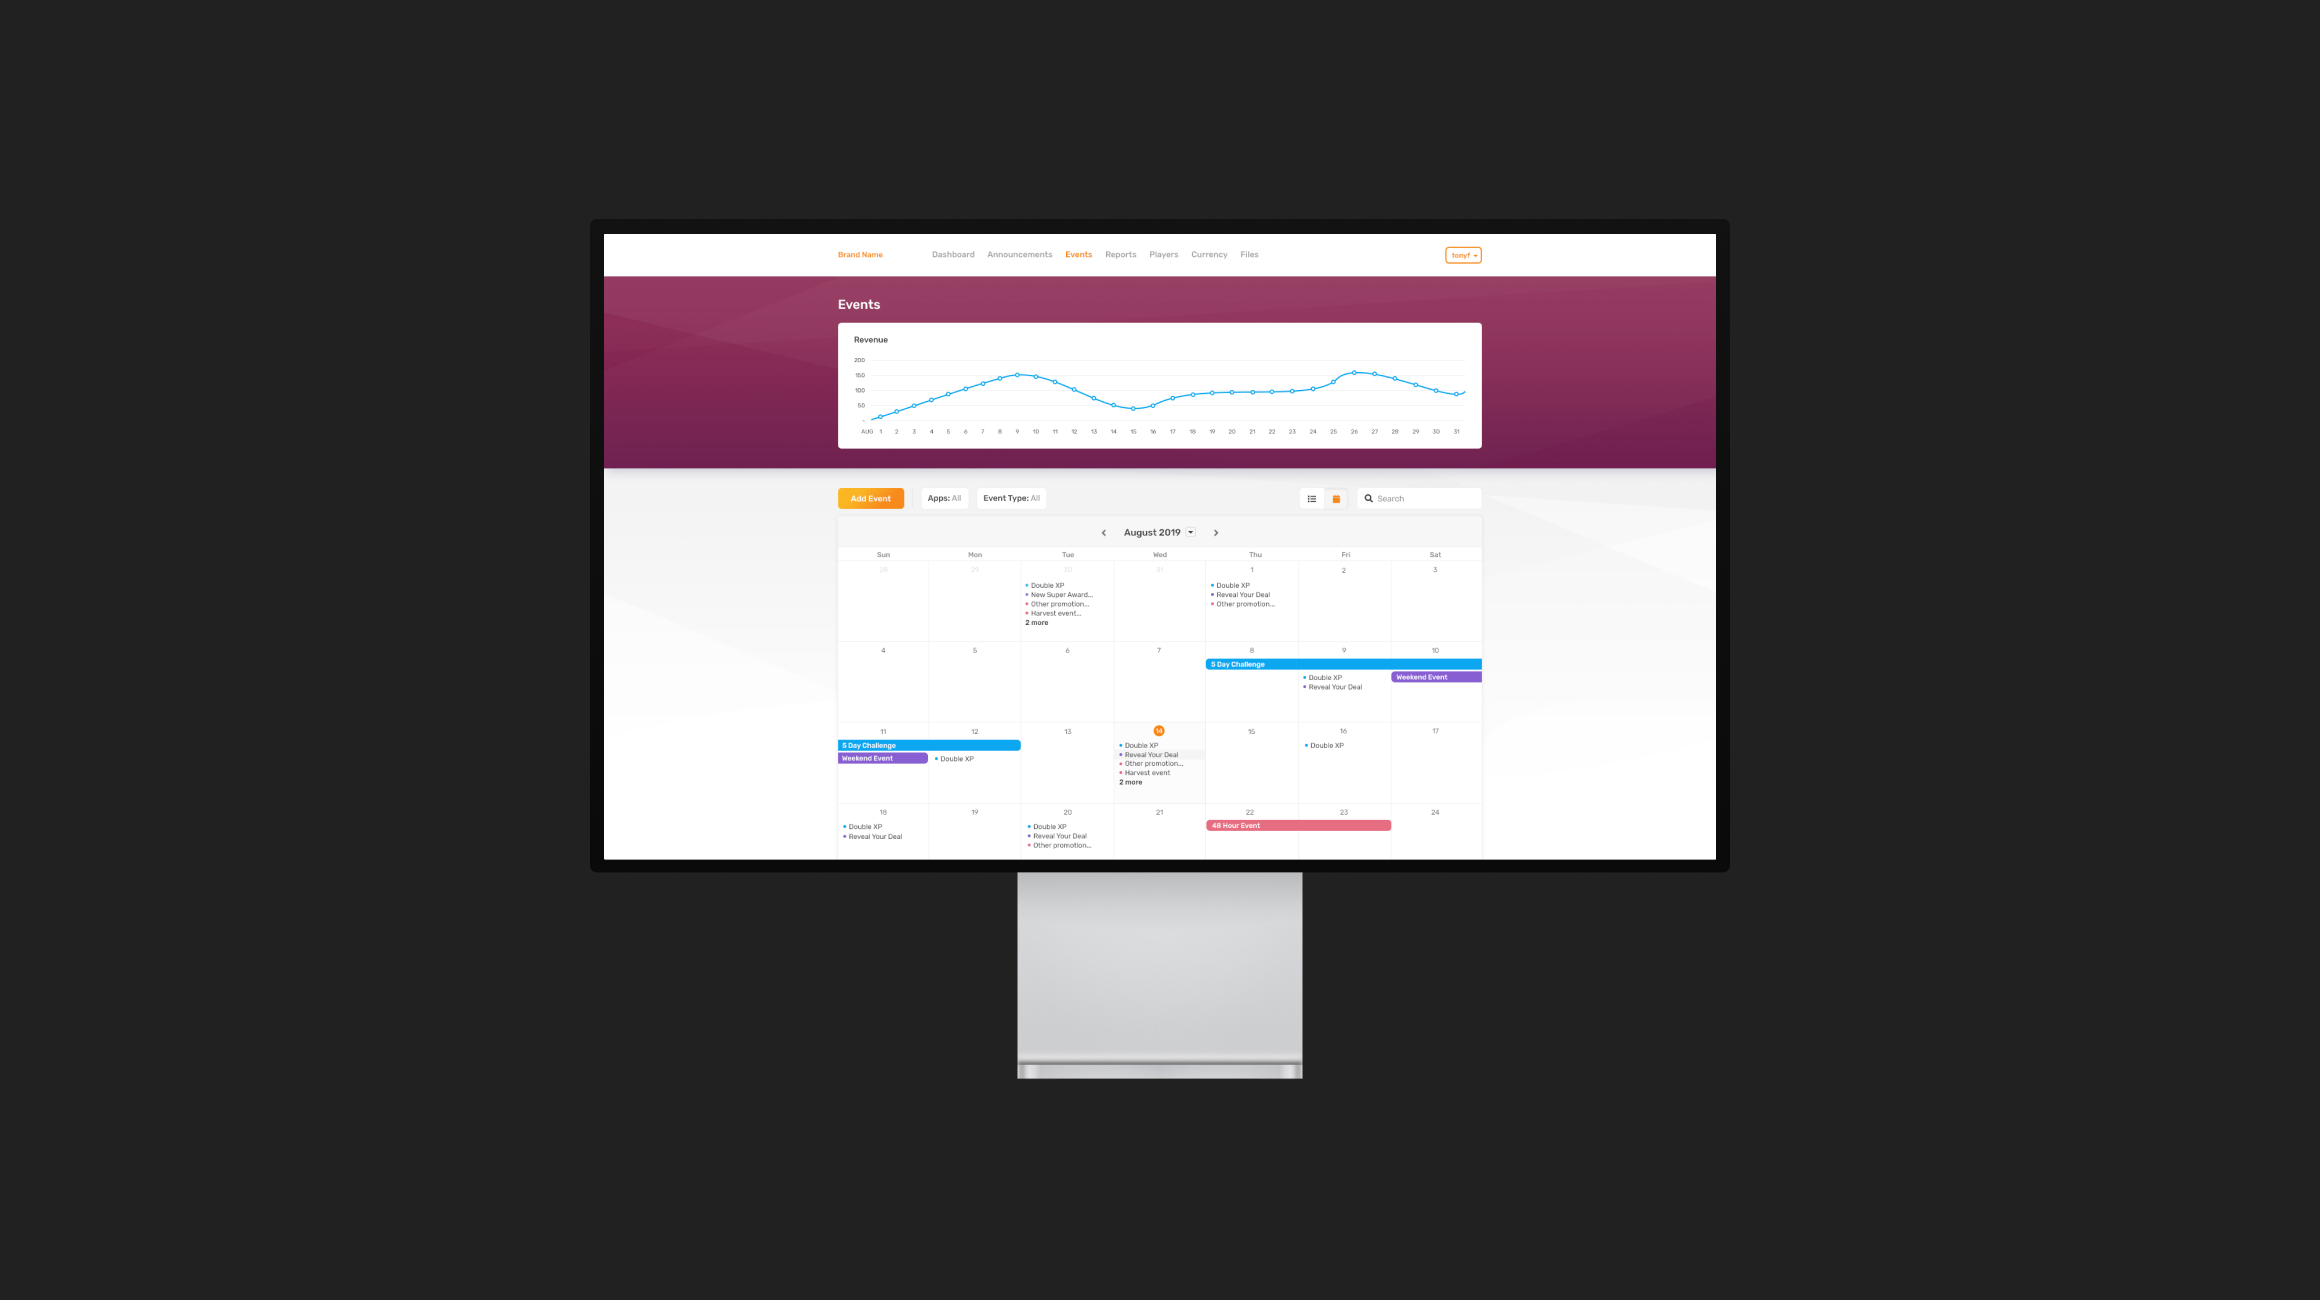 Brand Name Dashboard Announcements Events Reports Players Currency Files tonyf
Events
Revenue
200
150
100
50
-
AUG 1 2 3 4 5 6 7 8 9 10 11 12 13 14 15 16 17 18 19 20 21 22 23 24 25 26 27 28 29 30 31
Add Event Apps: All Event Type: All Search
August 2019
Sun Mon Tue Wed Thu Fri Sat
28 29 30 31 1 2 3
Double XP Double XP
New Super Award... Reveal Your Deal
Other promotion... Other promotion...
Harvest event...
2 more
4 5 6 7 8 9 10
5 Day Challenge
Double XP Weekend Event
Reveal Your Deal
11 12 13 14 15 16 17
5 Day Challenge Double XP Double XP
Weekend Event Double XP Reveal Your Deal
Other promotion...
Harvest event
2 more
18 19 20 21 22 23 24
Double XP Double XP 48 Hour Event
Reveal Your Deal Reveal Your Deal
Other promotion...